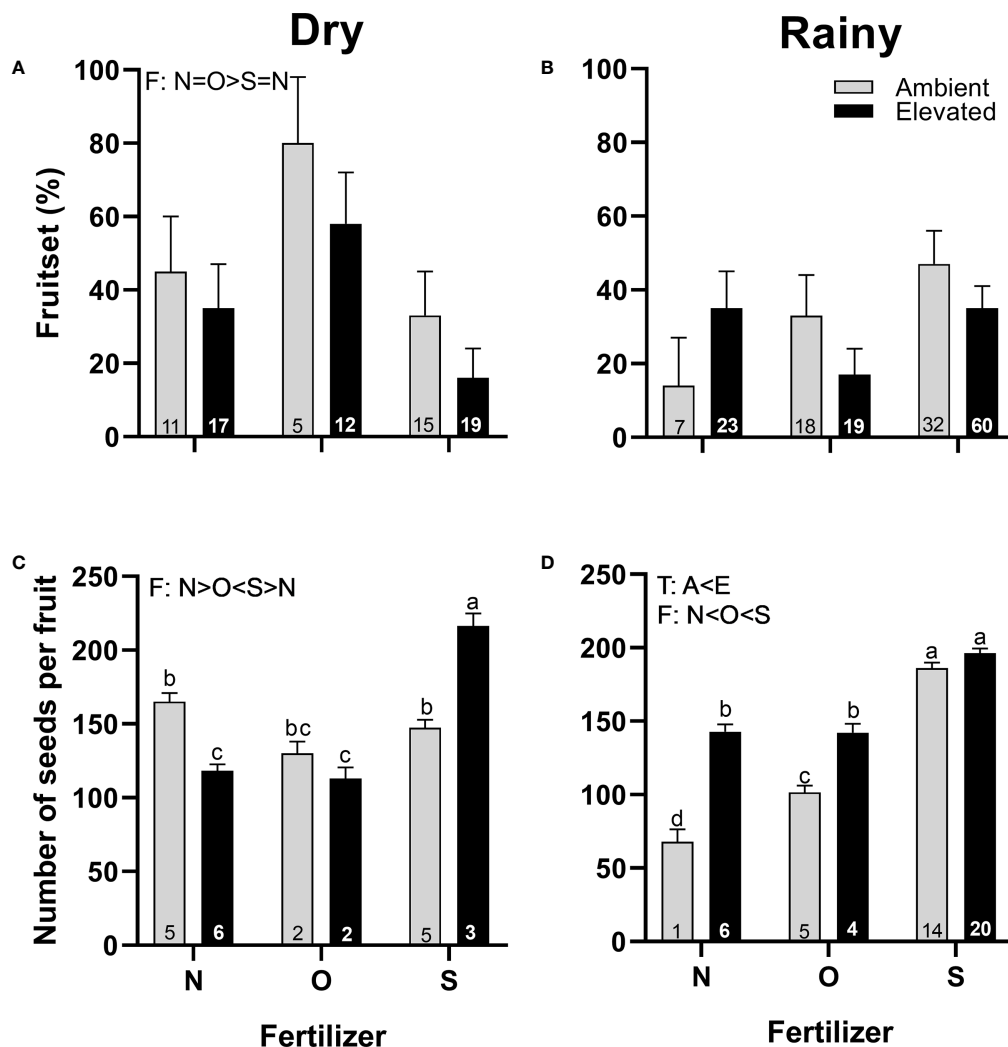 Dry
Rainy
A
F: N=O>S=N
Fruitset (%)
100
80
60
40
20
0
11
17
5
12
15
19
B
Ambient
Elevated
100
80
60
40
20
0
7
23
18
19
32
60
C
F: N>O<S>N
Number of seeds per fruit
250
200
150
100
50
0
b
c
bc
c
b
a
5
6
2
2
5
3
N
O
S
Fertilizer
D
T: A<E
F: N<O<S
250
200
150
100
50
0
d
b
c
b
a
a
1
6
5
4
14
20
N
O
S
Fertilizer